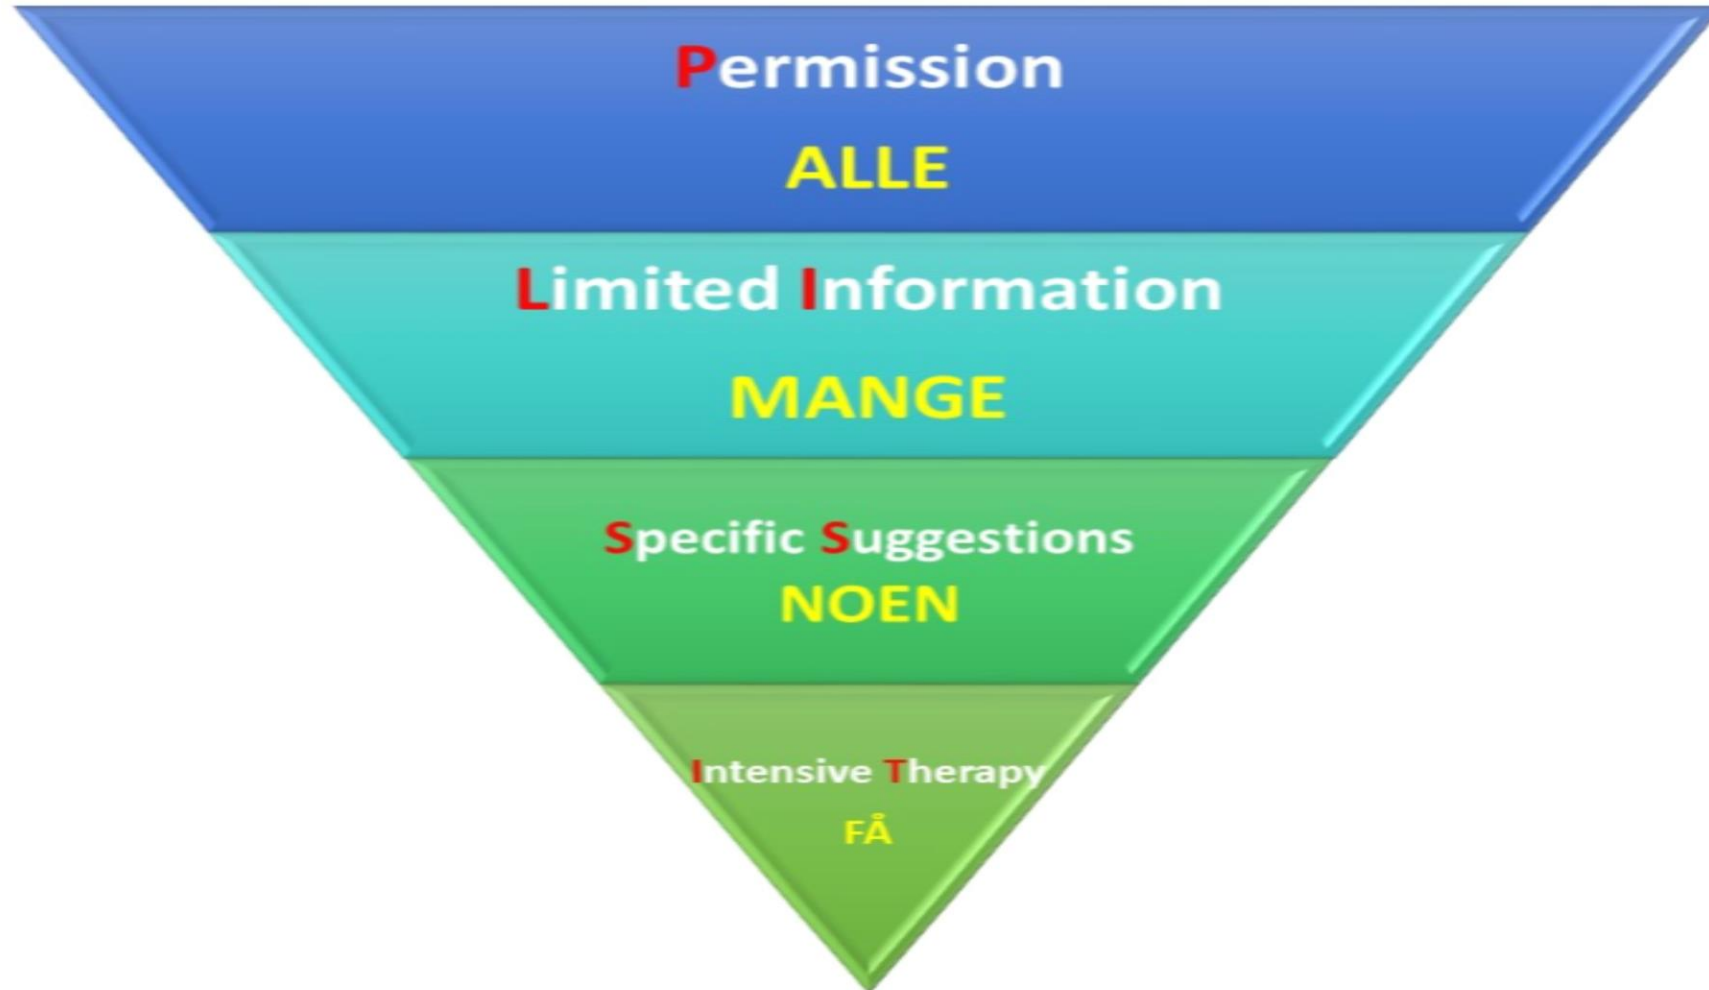 Permission
ALLE
Limited Information
MANGE
Specific Suggestions
NOEN
Intensive Therapy
FÅ